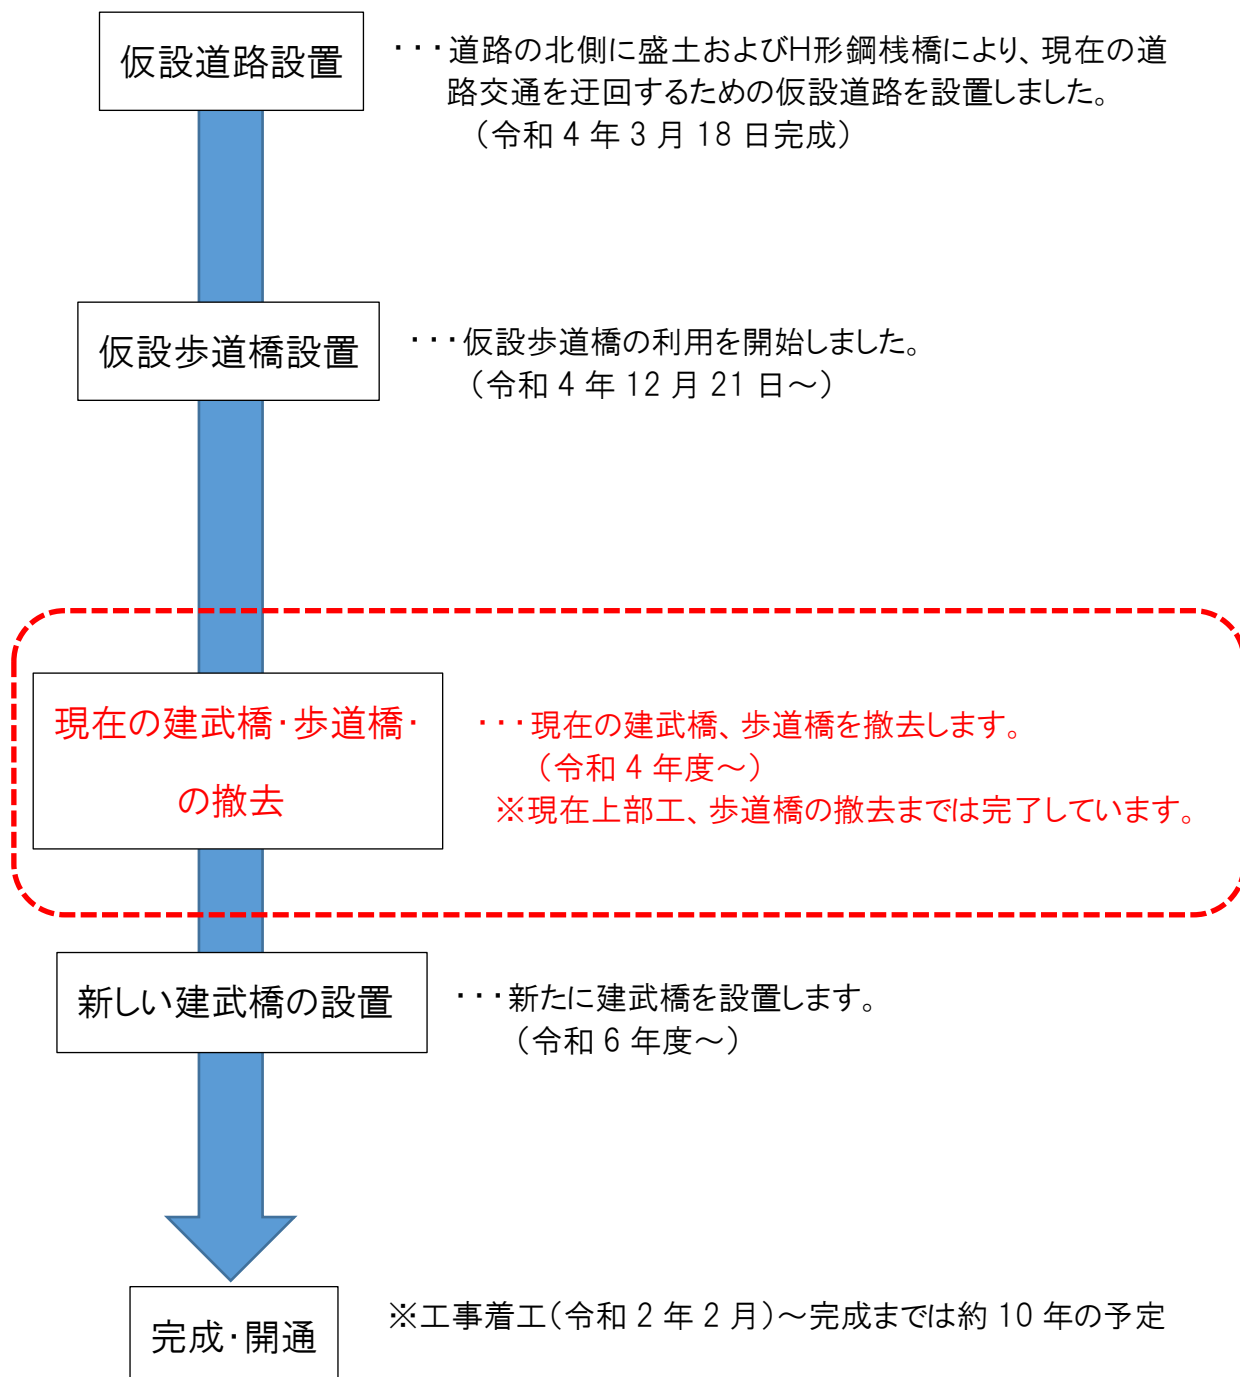 仮設道路設置
・・・道路の北側に盛土およびH形鋼桟橋により、現在の道
路交通を迂回するための仮設道路を設置しました。
（令和 4 年 3 月 18 日完成）
仮設歩道橋設置
・・・仮設歩道橋の利用を開始しました。
（令和 4 年 12 月 21 日～）
現在の建武橋・歩道橋・
の撤去
・・・現在の建武橋、歩道橋を撤去します。
（令和 4 年度～）
※現在上部工、歩道橋の撤去までは完了しています。
新しい建武橋の設置
・・・新たに建武橋を設置します。
（令和 6 年度～）
完成・開通
※工事着工（令和 2 年 2 月）～完成までは約 10 年の予定